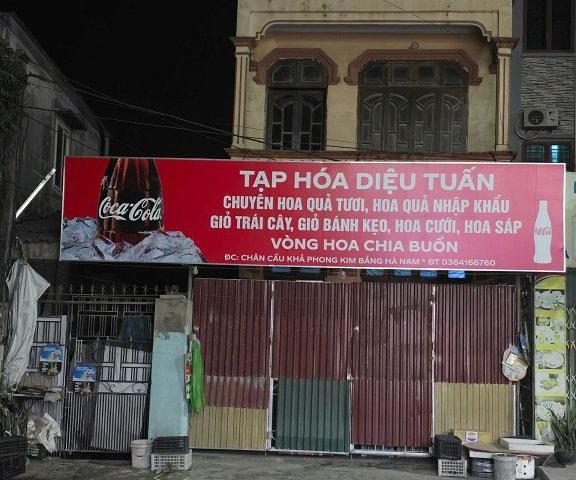 TẠP HÓA DIỆU TUẤN
CHUYÊN HOA QUẢ TƯƠI, HOA QUẢ NHẬP KHẨU
GIỎ TRÁI CÂY, GIỎ BÁNH KẸO, HOA CƯỚI, HOA SÁP
VÒNG HOA CHIA BUỒN
ĐC: CHÂN CẦU KHẢ PHONG KIM BẢNG HÀ NAM * ĐT 0364166760
Coca-Cola
Coca-Cola